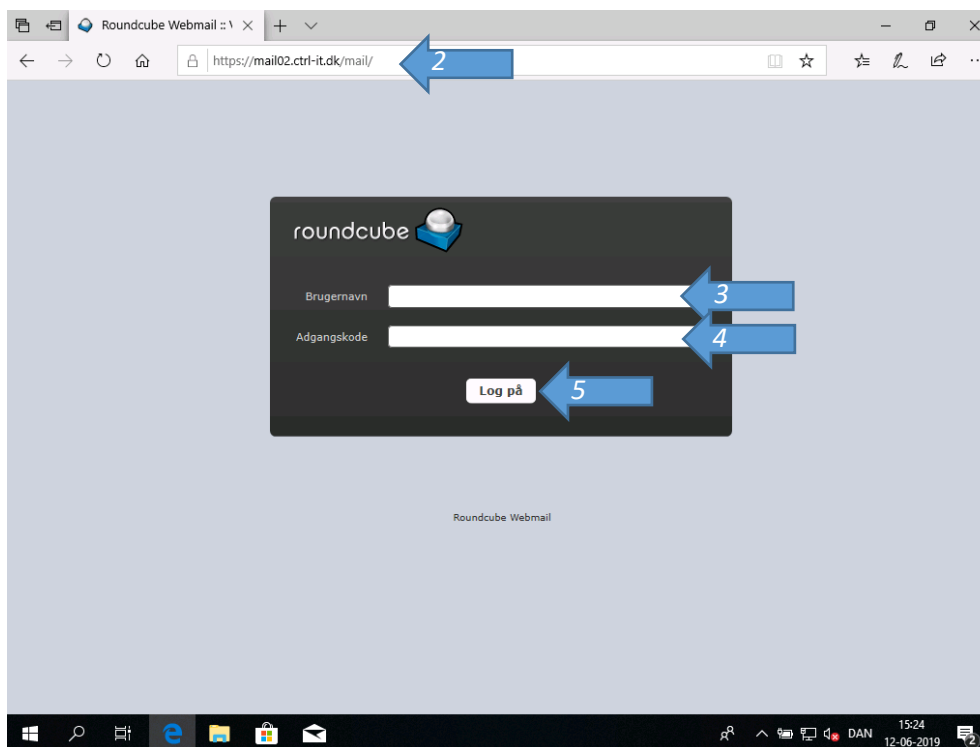 Roundcube Webmail :: \
https://mail02.ctrl-it.dk/mail/
2
roundcube
Brugernavn
3
Adgangskode
4
Log på
5
Roundcube Webmail
DAN
15:24
12-06-2019
2